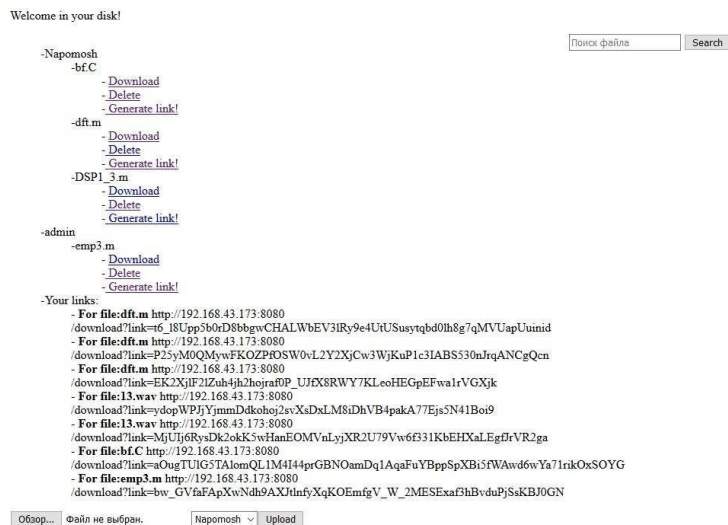 Welcome in your disk!
Поиск файла Search
-Napomosh
-bf.C
- Download
- Delete
- Generate link!
-dft.m
- Download
- Delete
- Generate link!
-DSP1_3.m
- Download
- Delete
- Generate link!
-admin
-emp3.m
- Download
- Delete
- Generate link!
-Your links:
- For file:dft.m http://192.168.43.173:8080
/download?link=t6_l8Upp5b0rD8bbgwCHALWbEV3lRy9e4UtUSusytqbd0lh8g7qMVUapUuinid
- For file:dft.m http://192.168.43.173:8080
/download?link=P25yM0QMywFKOZPfOSW0vL2Y2XjCw3WjKuP1c3IABS530nJrqANCgQcn
- For file:dft.m http://192.168.43.173:8080
/download?link=EK2XjlF2lZuh4jh2hojraf0P_UJfX8RWY7KLeoHEGpEFwa1rVGXjk
- For file:13.wav http://192.168.43.173:8080
/download?link=ydopWPJjYjmmDdkohoj2svXsDxLM8iDhVB4pakA77Ejs5N41Boi9
- For file:13.wav http://192.168.43.173:8080
/download?link=MjUIj6RysDk2okK5wHanEOMVnLyjXR2U79Vw6f331KbEHXaLEgfJrVR2ga
- For file:bf.C http://192.168.43.173:8080
/download?link=aOugTUlG5TAlomQL1M4I44prGBNOamDq1AqaFuYBppSpXBi5fWAwd6wYa71rikOxSOYG
- For file:emp3.m http://192.168.43.173:8080
/download?link=bw_GVfaFApXwNdh9AXJtlnfyXqKOEmfgV_W_2MESExaf3hBvduPjSsKBJ0GN
Обзор... Файл не выбран. Napomosh Upload